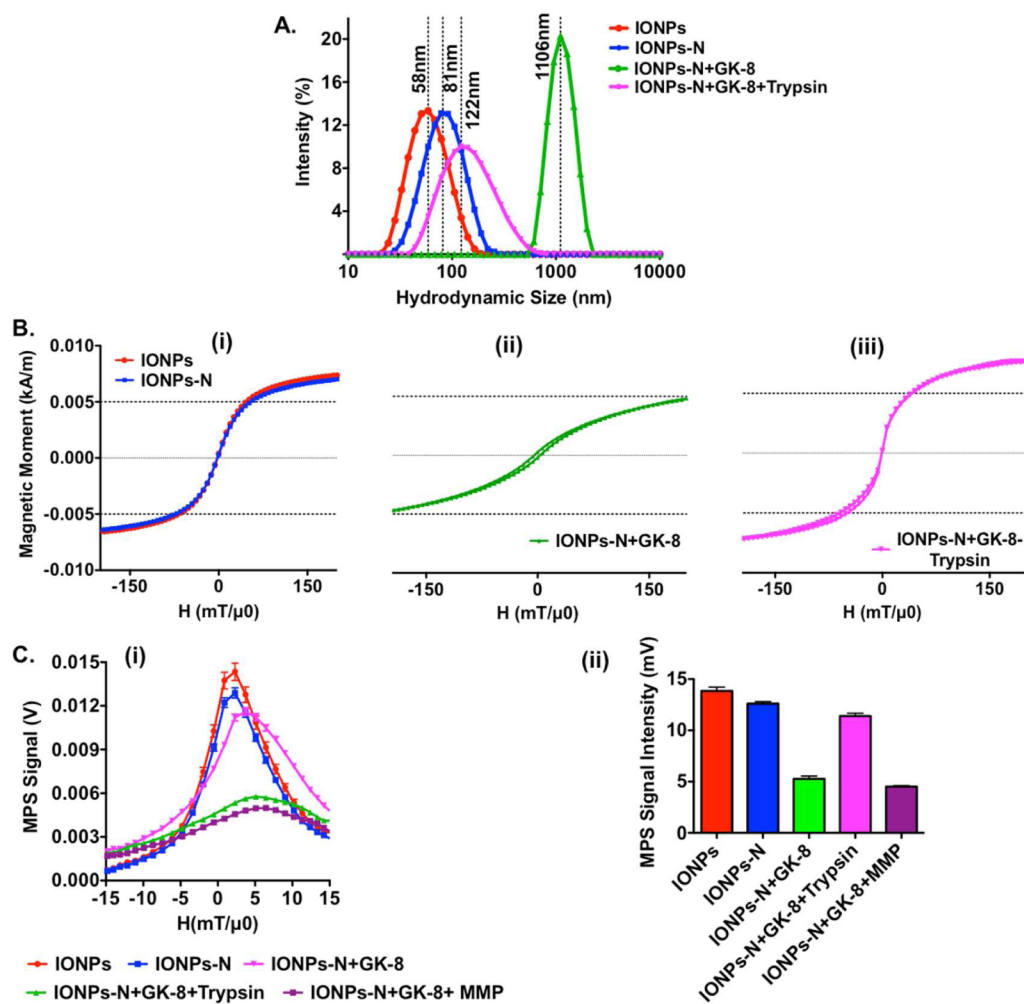 A.
IONPs
IONPs-N
IONPs-N+GK-8
IONPs-N+GK-8+Trypsin
58nm
81nm
122nm
1106nm
20
16
12
8
4
Intensity (%)
10 100 1000 10000
Hydrodynamic Size (nm)
B.
(i)
(ii)
(iii)
0.010
0.005
0.000
-0.005
-0.010
Magnetic Moment (kA/m)
IONPs
IONPs-N
-150 0 150
H (mT/µ0)
IONPs-N+GK-8
-150 0 150
H (mT/µ0)
IONPs-N+GK-8-
Trypsin
-150 0 150
H (mT/µ0)
C.
(i)
0.015
0.012
0.009
0.006
0.003
0.000
MPS Signal (V)
-15 -10 -5 0 5 10 15
H(mT/µ0)
IONPs IONPs-N IONPs-N+GK-8
IONPs-N+GK-8+Trypsin IONPs-N+GK-8+ MMP
(ii)
15
10
5
0
MPS Signal Intensity (mV)
IONPs
IONPs-N
IONPs-N+GK-8
IONPs-N+GK-8+Trypsin
IONPs-N+GK-8+MMP